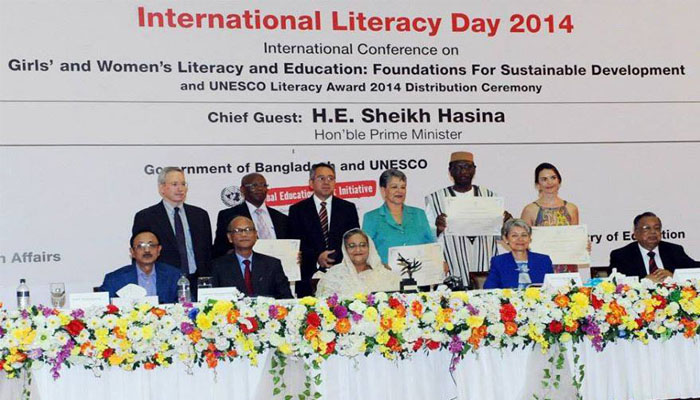 International Literacy Day 2014
International Conference on
Girls' and Women's Literacy and Education: Foundations For Sustainable Development
and UNESCO Literacy Award 2014 Distribution Ceremony
Chief Guest: H.E. Sheikh Hasina
Hon'ble Prime Minister
Government of Bangladesh and UNESCO
Initiative
Affairs
of